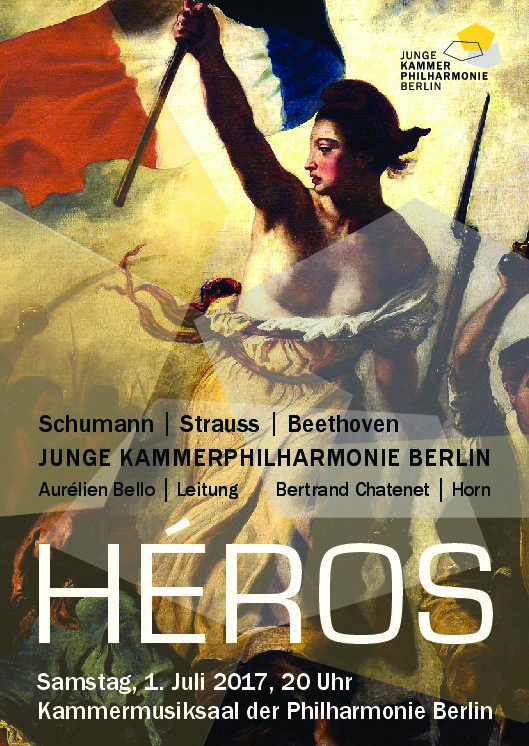 JUNGE
KAMMER
PHILHARMONIE
BERLIN
Schumann | Strauss | Beethoven
JUNGE KAMMERPHILHARMONIE BERLIN
Aurélien Bello | Leitung Bertrand Chatenet | Horn
HÉROS
Samstag, 1. Juli 2017, 20 Uhr
Kammermusiksaal der Philharmonie Berlin